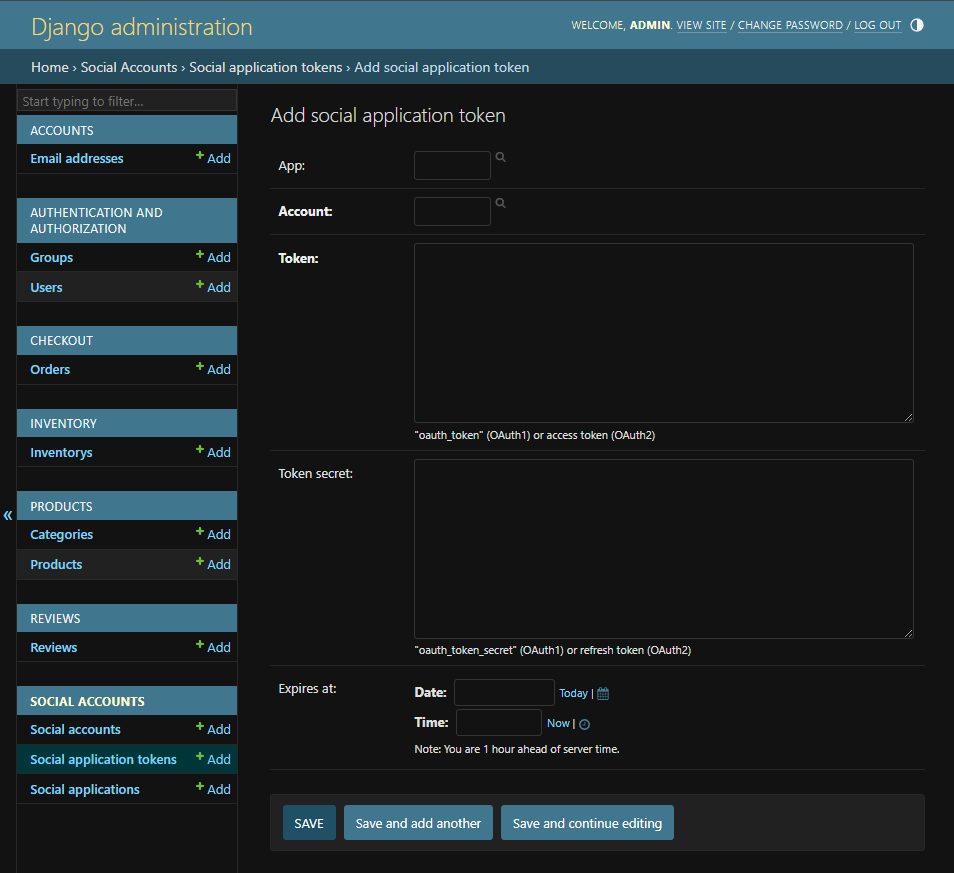 Django administration
WELCOME, ADMIN. VIEW SITE / CHANGE PASSWORD / LOG OUT
Home › Social Accounts › Social application tokens › Add social application token
Start typing to filter...
ACCOUNTS
Email addresses + Add
AUTHENTICATION AND
AUTHORIZATION
Groups + Add
Users + Add
CHECKOUT
Orders + Add
INVENTORY
Inventorys + Add
PRODUCTS
Categories + Add
Products + Add
REVIEWS
Reviews + Add
SOCIAL ACCOUNTS
Social accounts + Add
Social application tokens + Add
Social applications + Add
«
Add social application token
App:
Account:
Token:
"oauth_token" (OAuth1) or access token (OAuth2)
Token secret:
"oauth_token_secret" (OAuth1) or refresh token (OAuth2)
Expires at:
Date: Today |
Time: Now |
Note: You are 1 hour ahead of server time.
SAVE Save and add another Save and continue editing